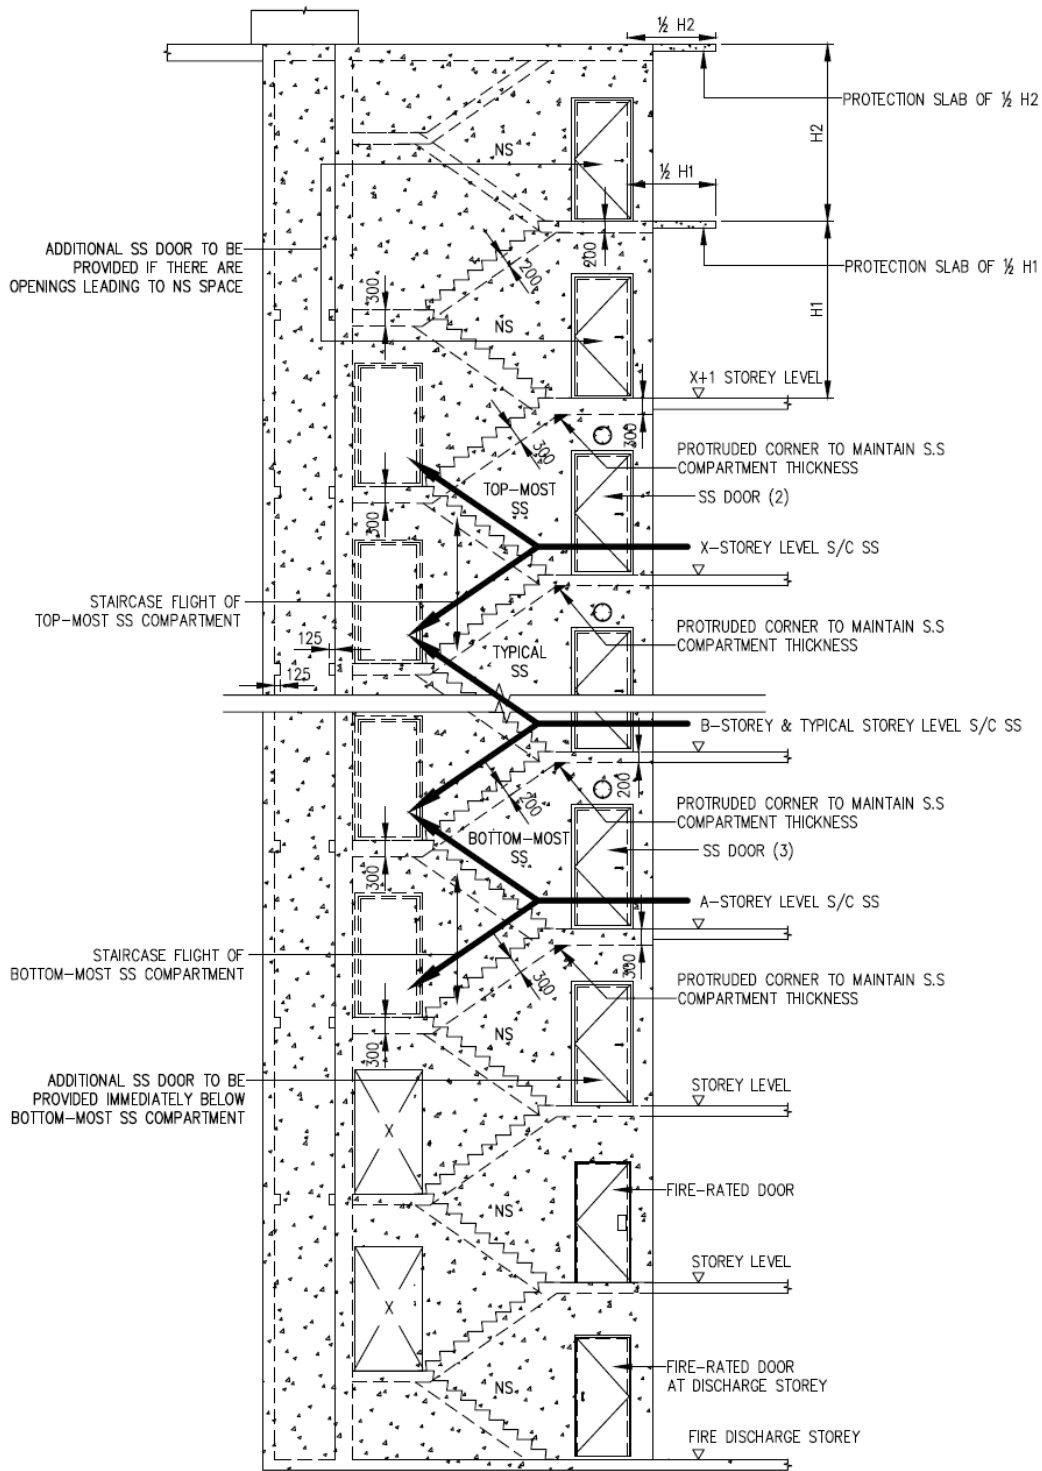 ½ H2
PROTECTION SLAB OF ½ H2
H2
NS
½ H1
ADDITIONAL SS DOOR TO BE
PROVIDED IF THERE ARE
OPENINGS LEADING TO NS SPACE
200
200
PROTECTION SLAB OF ½ H1
300
H1
NS
X+1 STOREY LEVEL
300
300
PROTRUDED CORNER TO MAINTAIN S.S
COMPARTMENT THICKNESS
TOP-MOST
SS
SS DOOR (2)
300
X-STOREY LEVEL S/C SS
STAIRCASE FLIGHT OF
TOP-MOST SS COMPARTMENT
PROTRUDED CORNER TO MAINTAIN S.S
COMPARTMENT THICKNESS
125
TYPICAL
SS
125
B-STOREY & TYPICAL STOREY LEVEL S/C SS
200
200
PROTRUDED CORNER TO MAINTAIN S.S
COMPARTMENT THICKNESS
BOTTOM-MOST
SS
SS DOOR (3)
300
A-STOREY LEVEL S/C SS
STAIRCASE FLIGHT OF
BOTTOM-MOST SS COMPARTMENT
300
300
PROTRUDED CORNER TO MAINTAIN S.S
COMPARTMENT THICKNESS
NS
300
ADDITIONAL SS DOOR TO BE
PROVIDED IMMEDIATELY BELOW
BOTTOM-MOST SS COMPARTMENT
STOREY LEVEL
X
FIRE-RATED DOOR
NS
STOREY LEVEL
X
FIRE-RATED DOOR
AT DISCHARGE STOREY
NS
FIRE DISCHARGE STOREY